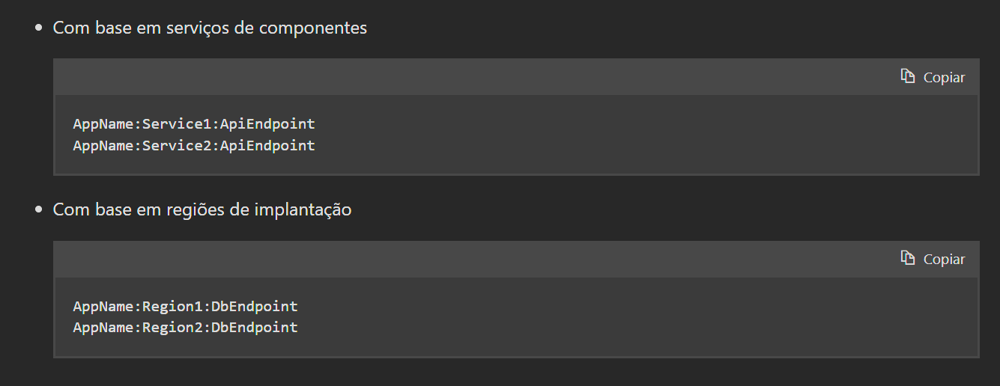 Com base em serviços de componentes
Copiar
AppName:Service1:ApiEndpoint
AppName:Service2:ApiEndpoint
Com base em regiões de implantação
Copiar
AppName:Region1:DbEndpoint
AppName:Region2:DbEndpoint